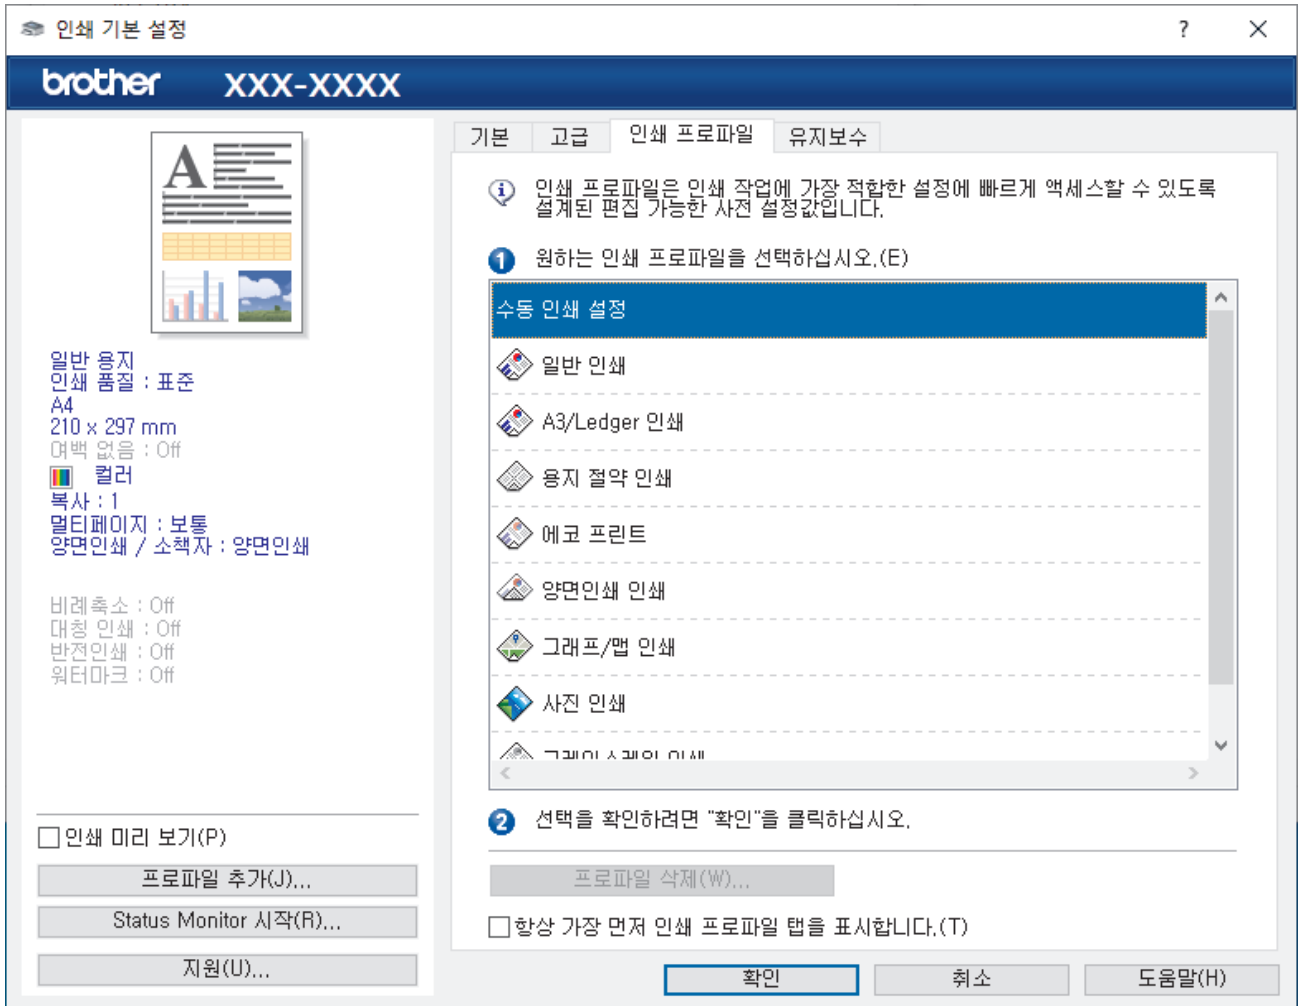 인쇄 기본 설정
?
brother XXX-XXXX
A
일반 용지
인쇄 품질 : 표준
A4
210 x 297 mm
여백 없음 : Off
컬러
복사 : 1
멀티페이지 : 보통
양면인쇄 / 소책자 : 양면인쇄
비례축소 : Off
대칭 인쇄 : Off
반전인쇄 : Off
워터마크 : Off
인쇄 미리 보기(P)
프로파일 추가(J)...
Status Monitor 시작(R)...
지원(U)...
기본 고급 인쇄 프로파일 유지보수
인쇄 프로파일은 인쇄 작업에 가장 적합한 설정에 빠르게 액세스할 수 있도록
설계된 편집 가능한 사전 설정값입니다.
1 원하는 인쇄 프로파일을 선택하십시오.(E)
수동 인쇄 설정
일반 인쇄
A3/Ledger 인쇄
용지 절약 인쇄
에코 프린트
양면인쇄 인쇄
그래프/맵 인쇄
사진 인쇄
그레이스케일 인쇄
2 선택을 확인하려면 "확인"을 클릭하십시오.
프로파일 삭제(W)...
항상 가장 먼저 인쇄 프로파일 탭을 표시합니다.(T)
확인 취소 도움말(H)